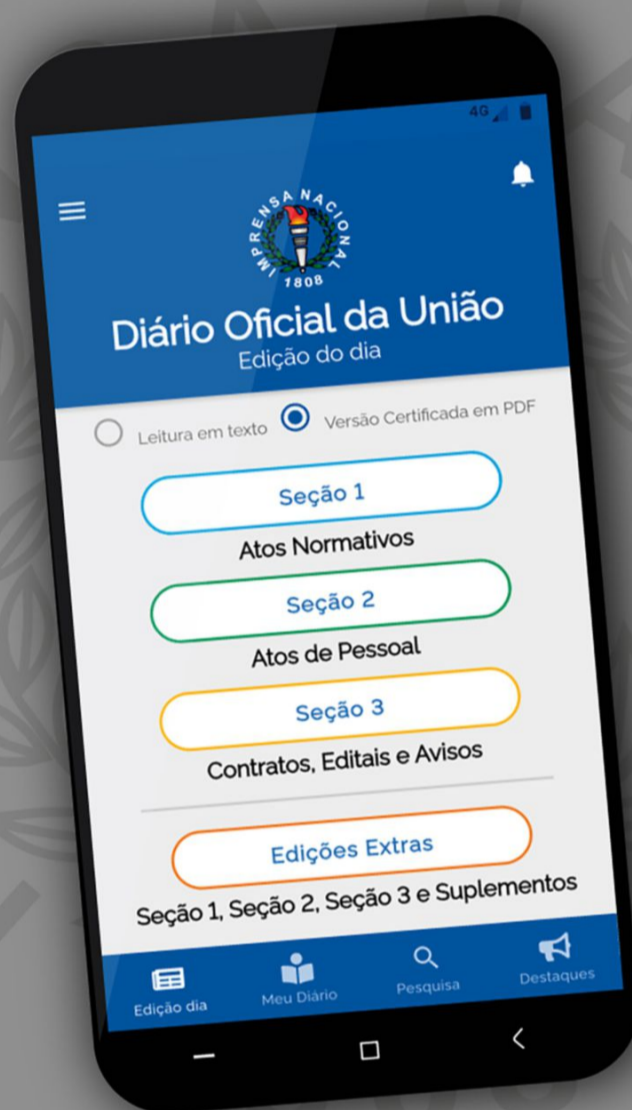 4G
IMPRENSA NACIONAL
1808
Diário Oficial da União
Edição do dia
Leitura em texto Versão Certificada em PDF
Seção 1
Atos Normativos
Seção 2
Atos de Pessoal
Seção 3
Contratos, Editais e Avisos
Edições Extras
Seção 1, Seção 2, Seção 3 e Suplementos
Edição dia Meu Diário Pesquisa Destaques